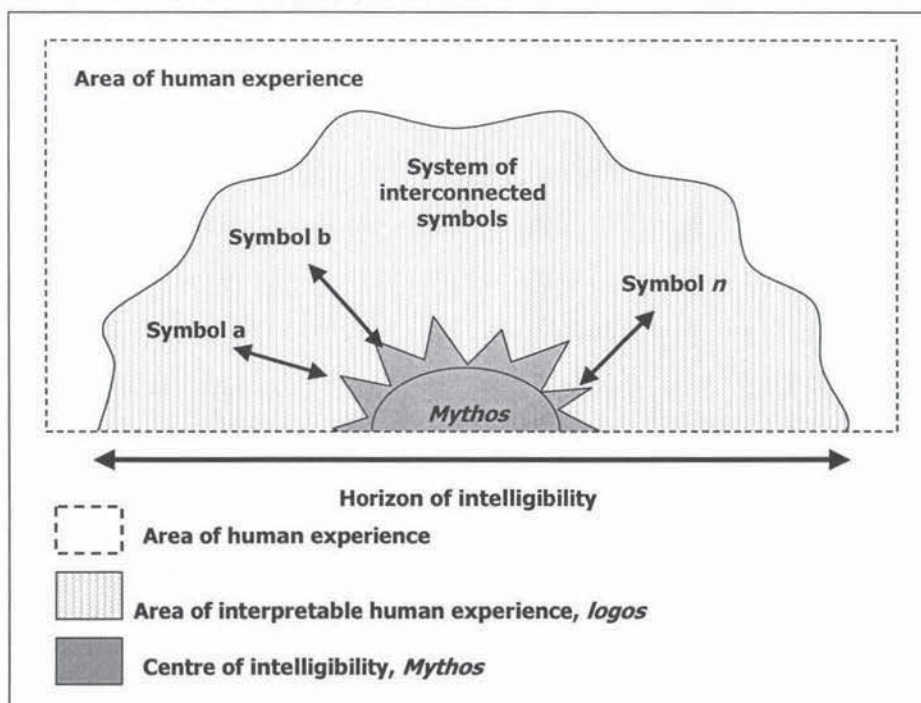 Area of human experience
System of
interconnected
symbols
Symbol b
Symbol n
Symbol a
Mythos
Horizon of intelligibility
Area of human experience
Area of interpretable human experience, logos
Centre of intelligibility, Mythos